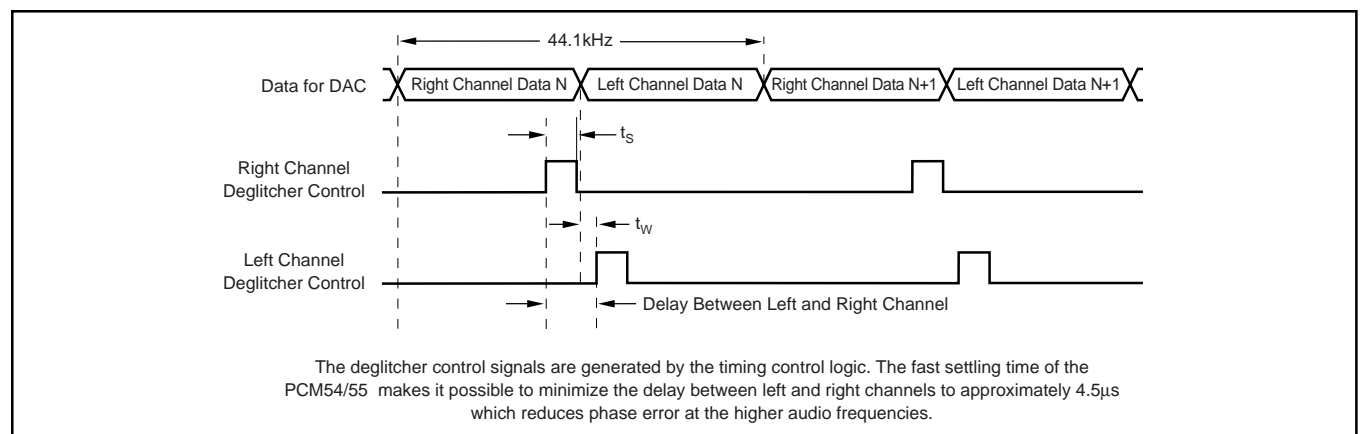 44.1kHz
Data for DAC
Right Channel Data N
Left Channel Data N
Right Channel Data N+1
Left Channel Data N+1
tS
Right Channel
Deglitcher Control
tW
Left Channel
Deglitcher Control
Delay Between Left and Right Channel
The deglitcher control signals are generated by the timing control logic. The fast settling time of the
PCM54/55 makes it possible to minimize the delay between left and right channels to approximately 4.5µs
which reduces phase error at the higher audio frequencies.